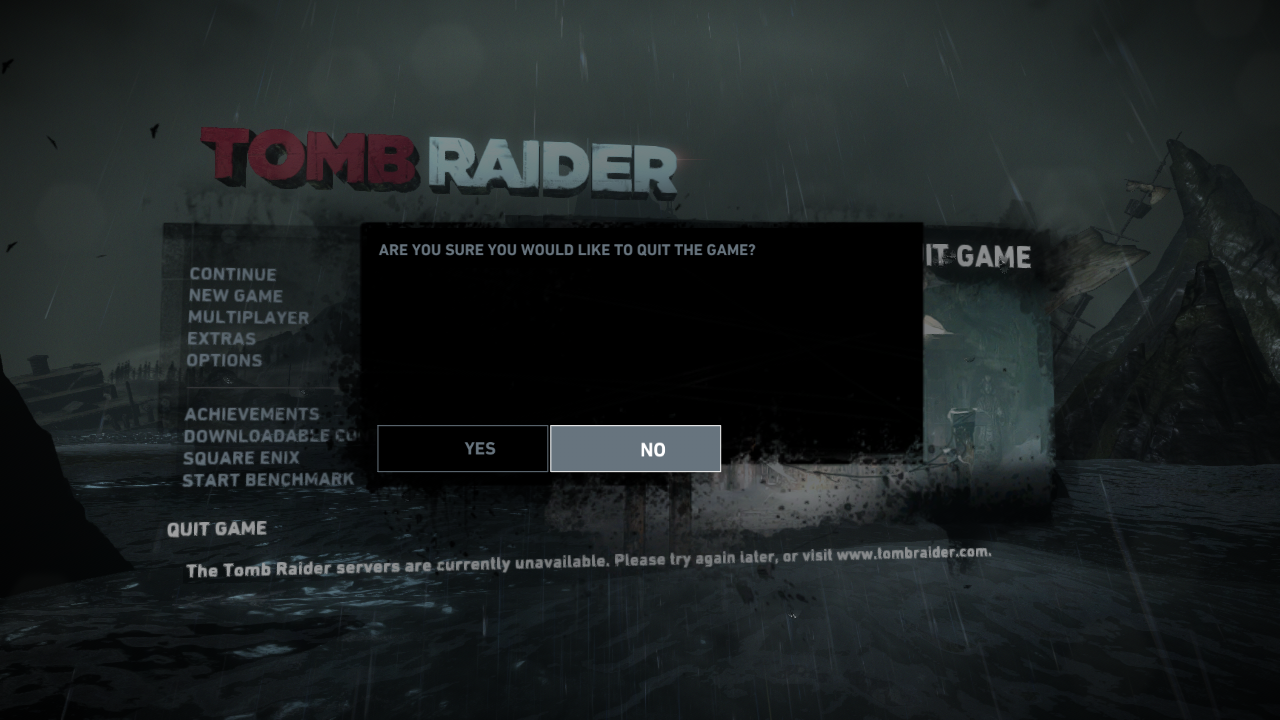 TOMB RAIDER
ARE YOU SURE YOU WOULD LIKE TO QUIT THE GAME?
IT GAME
CONTINUE
NEW GAME
MULTIPLAYER
EXTRAS
OPTIONS
ACHIEVEMENTS
DOWNLOADABLE CO
SQUARE ENIX
START BENCHMARK
YES
NO
QUIT GAME
The Tomb Raider servers are currently unavailable. Please try again later, or visit www.tombraider.com.